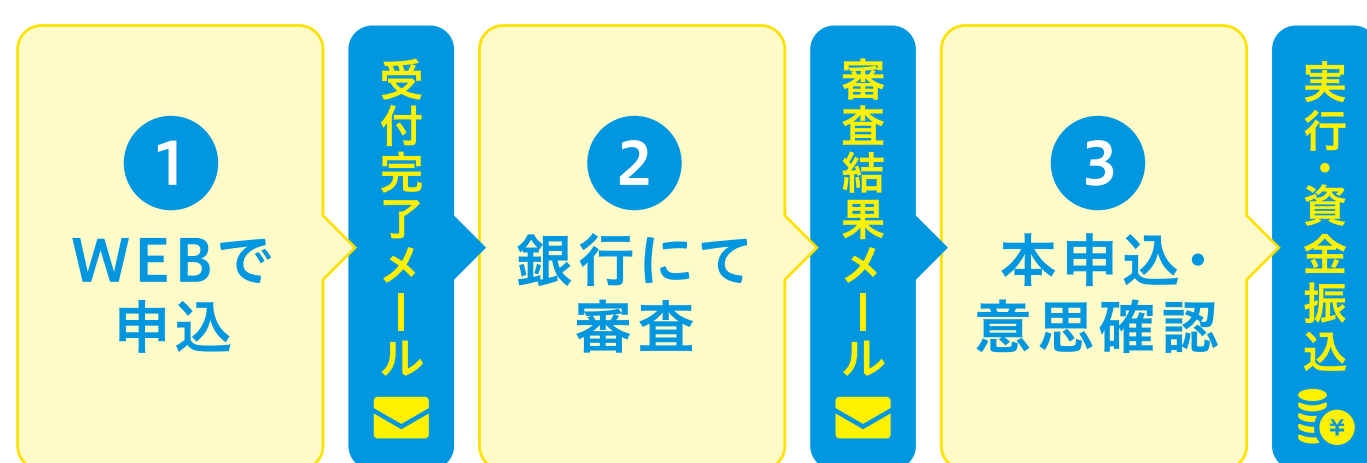 1
WEBで
申込
受付完了メール
2
銀行にて
審査
審査結果メール
3
本申込・
意思確認
実行・資金振込
¥